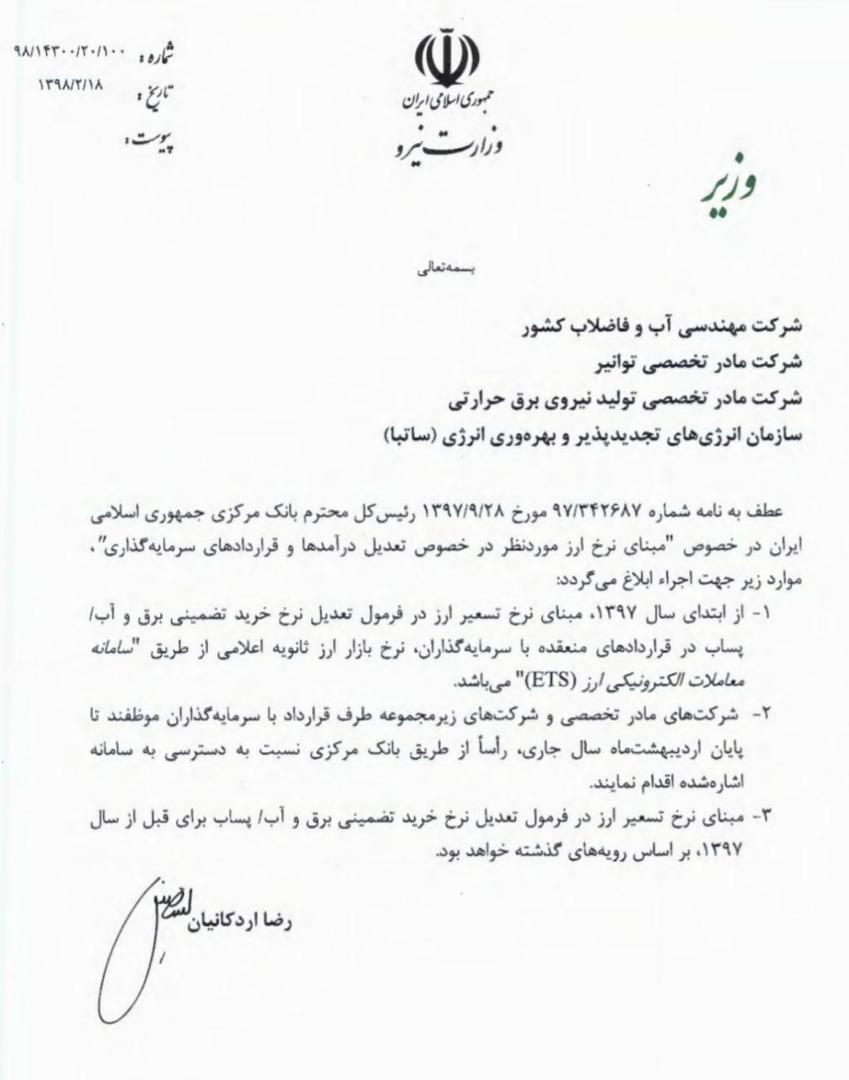 شماره : ۹۸/۱۴۳۰۰/۲۰/۱۰۰
تاریخ : ۱۳۹۸/۲/۱۸
پیوست :
جمهوری اسلامی ایران
وزارت نیرو
وزیر
بسمه‌تعالی
شرکت مهندسی آب و فاضلاب کشور
شرکت مادر تخصصی توانیر
شرکت مادر تخصصی تولید نیروی برق حرارتی
سازمان انرژی‌های تجدیدپذیر و بهره‌وری انرژی (ساتبا)
عطف به نامه شماره ۹۷/۳۴۲۶۸۷ مورخ ۱۳۹۷/۹/۲۸ رئیس‌کل محترم بانک مرکزی جمهوری اسلامی
ایران در خصوص "مبنای نرخ ارز موردنظر در خصوص تعدیل درآمدها و قراردادهای سرمایه‌گذاری"،
موارد زیر جهت اجراء ابلاغ می‌گردد:
۱- از ابتدای سال ۱۳۹۷، مبنای نرخ تسعیر ارز در فرمول تعدیل نرخ خرید تضمینی برق و آب/
پساب در قراردادهای منعقده با سرمایه‌گذاران، نرخ بازار ارز ثانویه اعلامی از طریق "سامانه
معاملات الکترونیکی ارز (ETS)" می‌باشد.
۲- شرکت‌های مادر تخصصی و شرکت‌های زیرمجموعه طرف قرارداد با سرمایه‌گذاران موظفند تا
پایان اردیبهشت‌ماه سال جاری، رأساً از طریق بانک مرکزی نسبت به دسترسی به سامانه
اشاره‌شده اقدام نمایند.
۳- مبنای نرخ تسعیر ارز در فرمول تعدیل نرخ خرید تضمینی برق و آب/ پساب برای قبل از سال
۱۳۹۷، بر اساس رویه‌های گذشته خواهد بود.
رضا اردکانیان